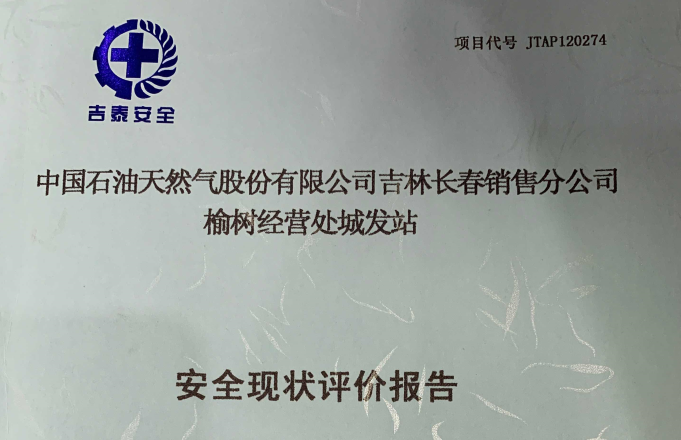 项目代号 JTAP120274
吉泰安全
中国石油天然气股份有限公司吉林长春销售分公司
榆树经营处城发站
安全现状评价报告